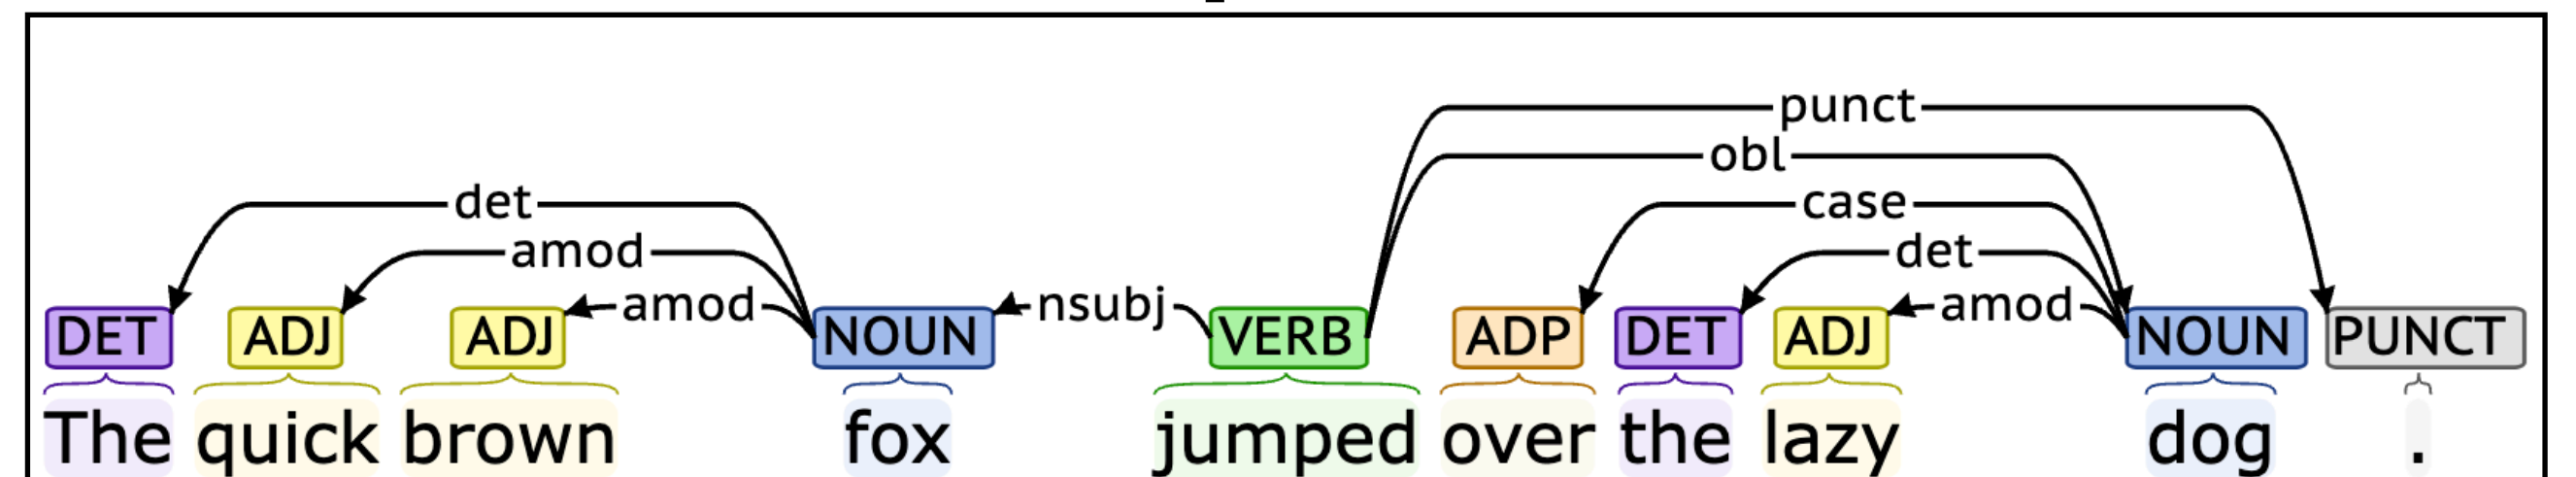 punct
obl
det case
amod det
amod nsubj amod
DET ADJ ADJ NOUN VERB ADP DET ADJ NOUN PUNCT
The quick brown fox jumped over the lazy dog .